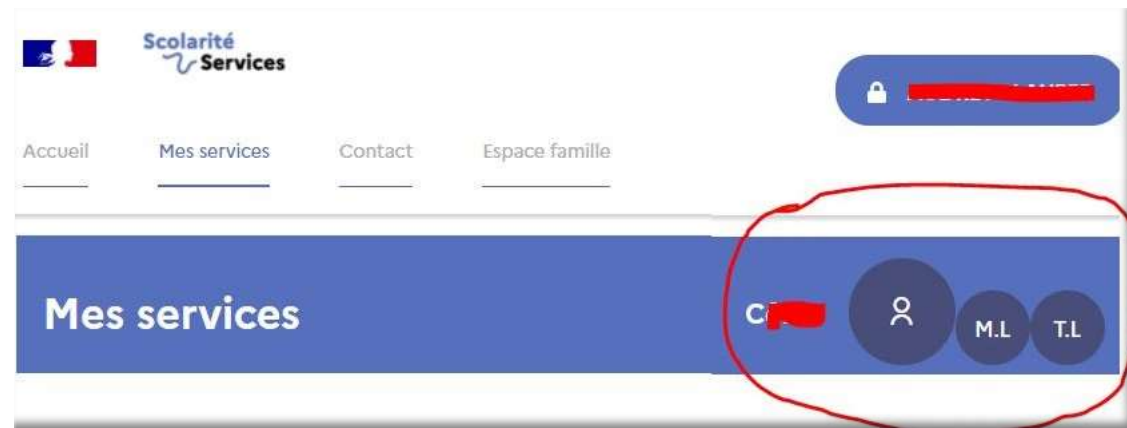 Scolarité
Services
Accueil Mes services Contact Espace famille
Mes services
M.L T.L